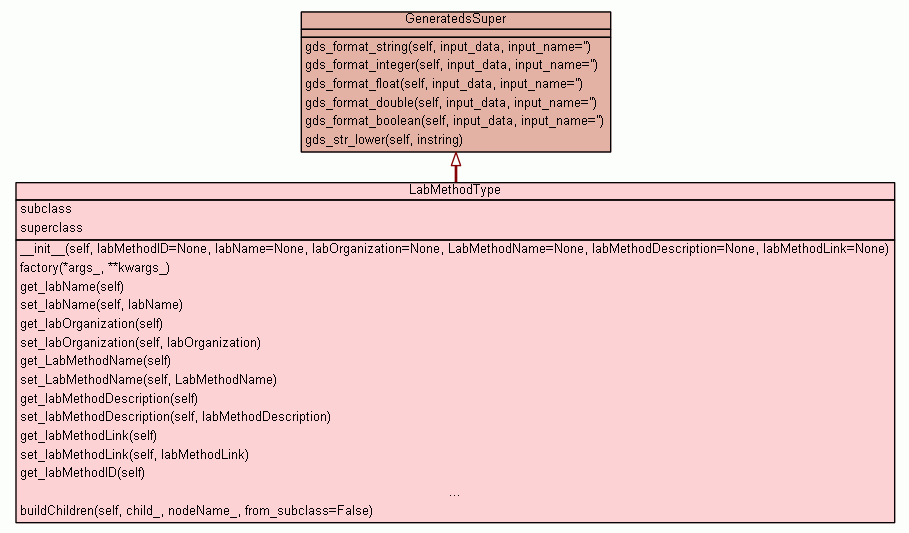 GeneratedsSuper
gds_format_string(self, input_data, input_name='')
gds_format_integer(self, input_data, input_name='')
gds_format_float(self, input_data, input_name='')
gds_format_double(self, input_data, input_name='')
gds_format_boolean(self, input_data, input_name='')
gds_str_lower(self, instring)
LabMethodType
subclass
superclass
__init__(self, labMethodID=None, labName=None, labOrganization=None, LabMethodName=None, labMethodDescription=None, labMethodLink=None)
factory(*args_, **kwargs_)
get_labName(self)
set_labName(self, labName)
get_labOrganization(self)
set_labOrganization(self, labOrganization)
get_LabMethodName(self)
set_LabMethodName(self, LabMethodName)
get_labMethodDescription(self)
set_labMethodDescription(self, labMethodDescription)
get_labMethodLink(self)
set_labMethodLink(self, labMethodLink)
get_labMethodID(self)
...
buildChildren(self, child_, nodeName_, from_subclass=False)